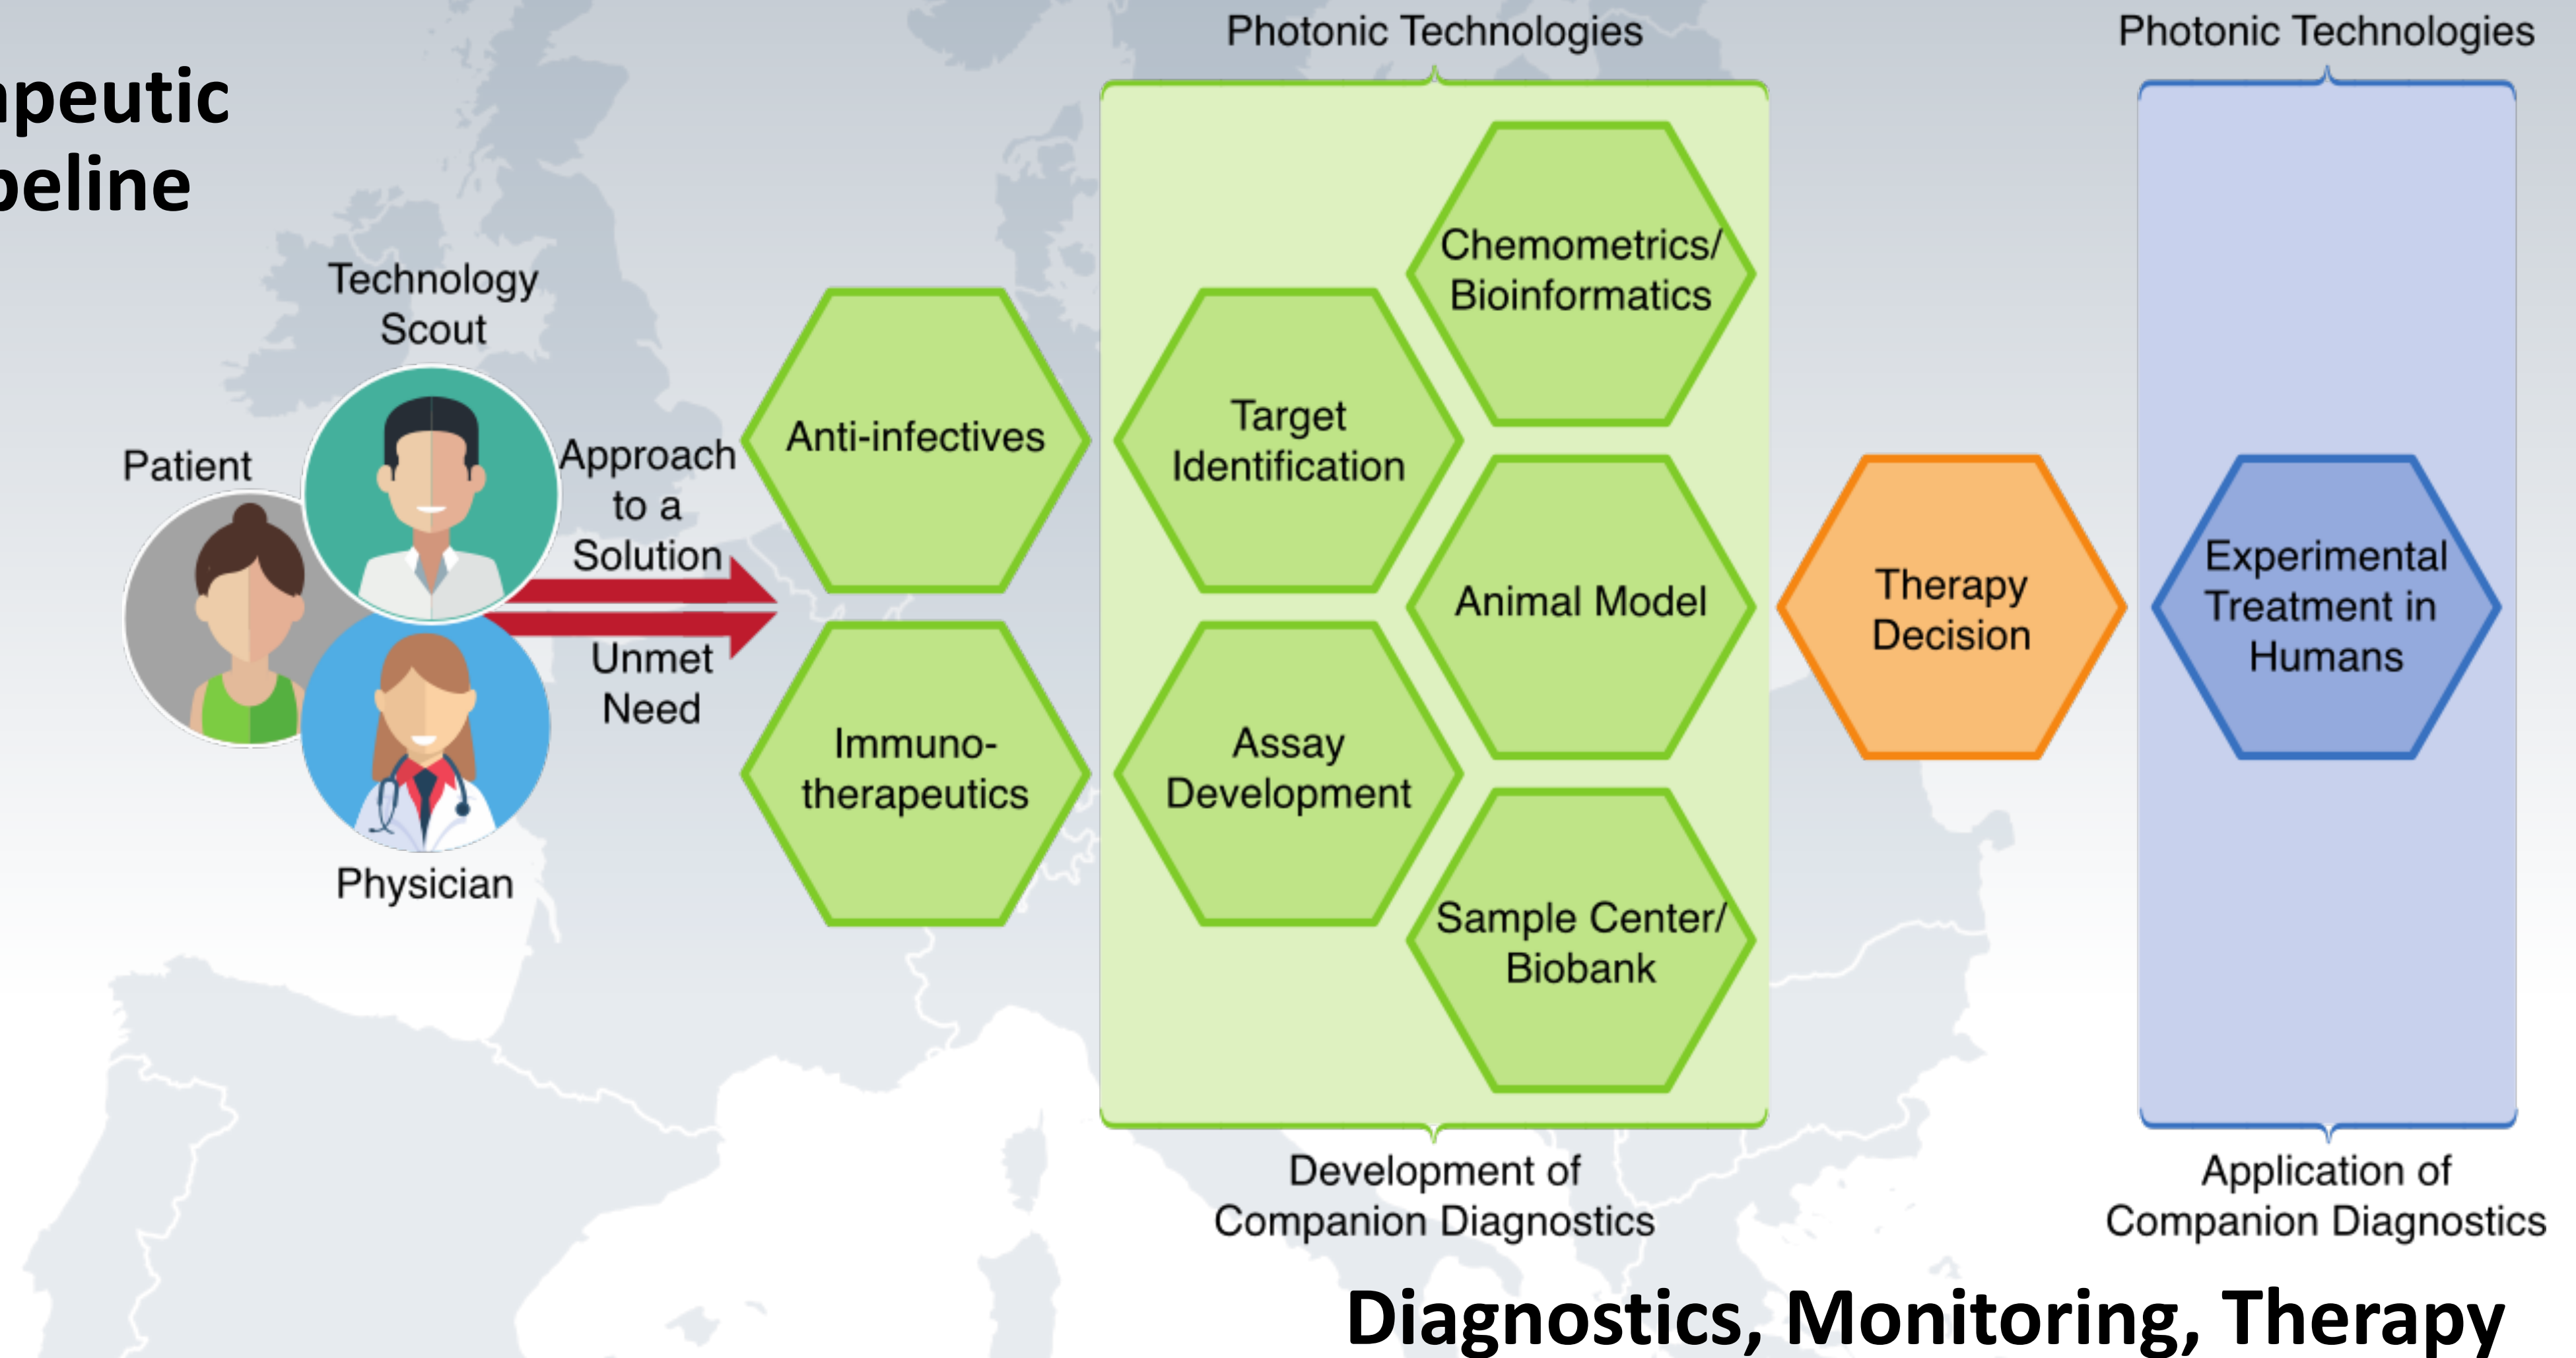 apeutic
peline
Technology
Scout
Patient
Physician
Approach
to a
Solution
Unmet
Need
Anti-infectives
Immuno-
therapeutics
Photonic Technologies
Chemometrics/
Bioinformatics
Target
Identification
Animal Model
Assay
Development
Sample Center/
Biobank
Development of
Companion Diagnostics
Therapy
Decision
Photonic Technologies
Experimental
Treatment in
Humans
Application of
Companion Diagnostics
Diagnostics, Monitoring, Therapy